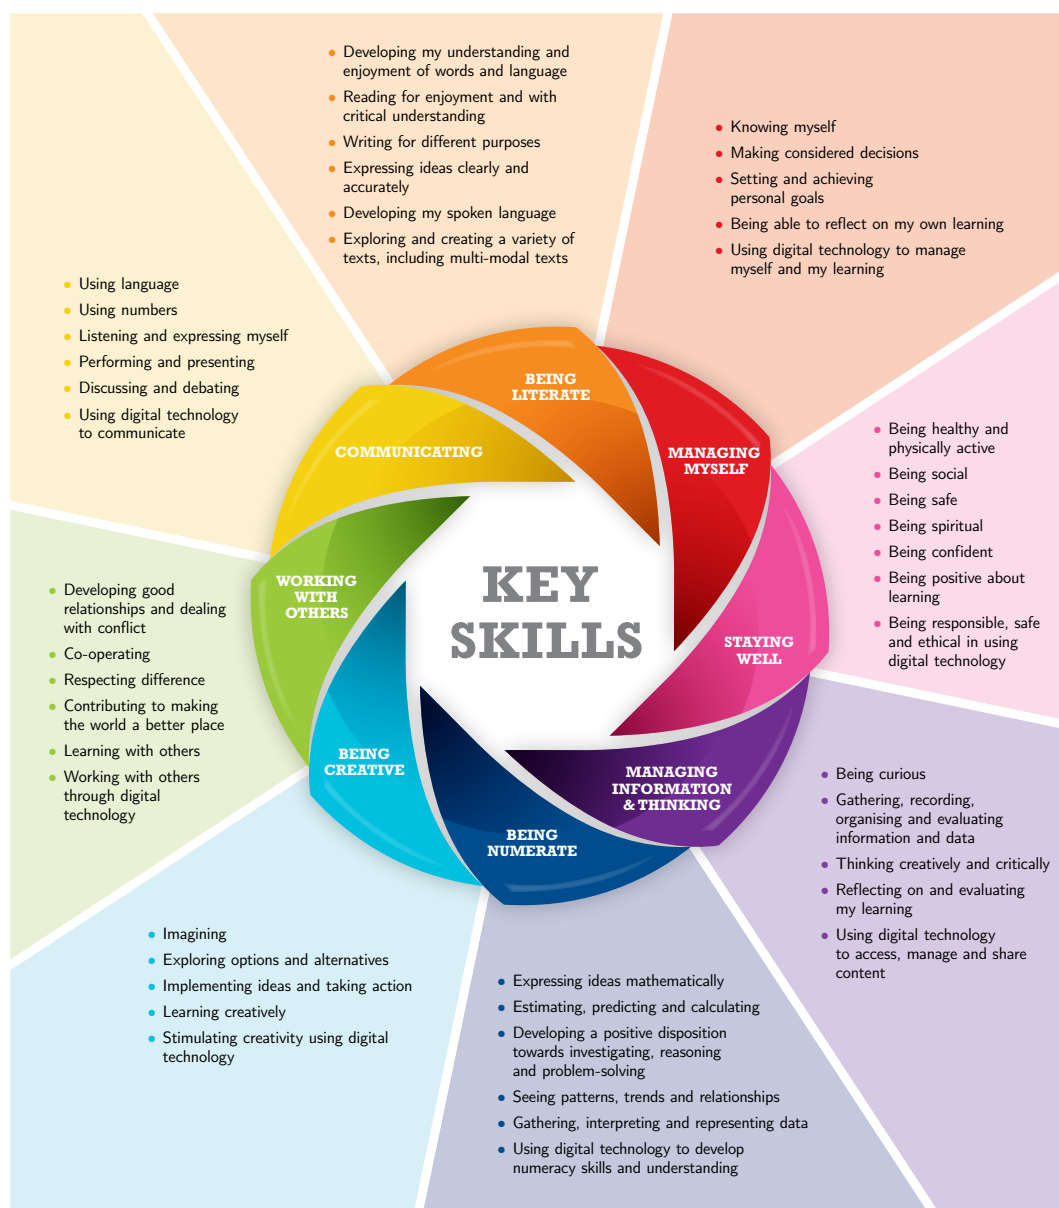 KEY
SKILLS
BEING
LITERATE
• Developing my understanding and
enjoyment of words and language
• Reading for enjoyment and with
critical understanding
• Writing for different purposes
• Expressing ideas clearly and
accurately
• Developing my spoken language
• Exploring and creating a variety of
texts, including multi-modal texts
MANAGING
MYSELF
• Knowing myself
• Making considered decisions
• Setting and achieving
personal goals
• Being able to reflect on my own learning
• Using digital technology to manage
myself and my learning
STAYING
WELL
• Being healthy and
physically active
• Being social
• Being safe
• Being spiritual
• Being confident
• Being positive about
learning
• Being responsible, safe
and ethical in using
digital technology
MANAGING
INFORMATION
& THINKING
• Being curious
• Gathering, recording,
organising and evaluating
information and data
• Thinking creatively and critically
• Reflecting on and evaluating
my learning
• Using digital technology
to access, manage and share
content
BEING
NUMERATE
• Expressing ideas mathematically
• Estimating, predicting and calculating
• Developing a positive disposition
towards investigating, reasoning
and problem-solving
• Seeing patterns, trends and relationships
• Gathering, interpreting and representing data
• Using digital technology to develop
numeracy skills and understanding
BEING
CREATIVE
• Imagining
• Exploring options and alternatives
• Implementing ideas and taking action
• Learning creatively
• Stimulating creativity using digital
technology
WORKING
WITH
OTHERS
• Developing good
relationships and dealing
with conflict
• Co-operating
• Respecting difference
• Contributing to making
the world a better place
• Learning with others
• Working with others
through digital
technology
COMMUNICATING
• Using language
• Using numbers
• Listening and expressing myself
• Performing and presenting
• Discussing and debating
• Using digital technology
to communicate